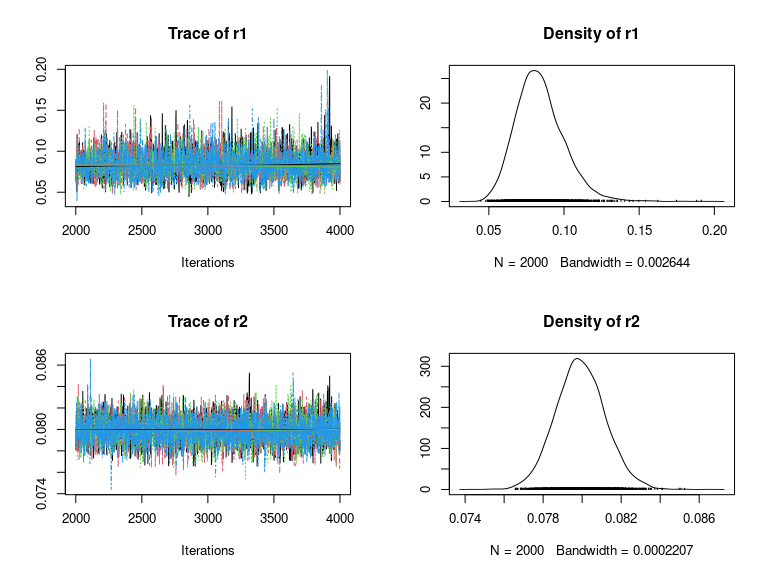 Trace of r1
0.05 0.10 0.15 0.20
2000 2500 3000 3500 4000
Iterations
Density of r1
0 5 10 20
0.05 0.10 0.15 0.20
N = 2000 Bandwidth = 0.002644
Trace of r2
0.074 0.080 0.086
2000 2500 3000 3500 4000
Iterations
Density of r2
0 100 200 300
0.074 0.078 0.082 0.086
N = 2000 Bandwidth = 0.0002207